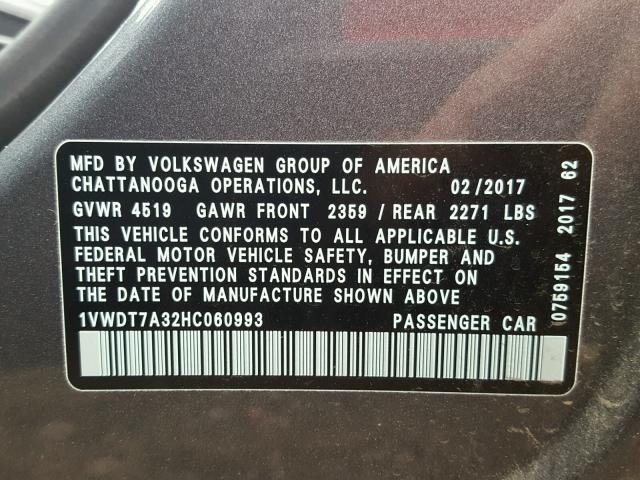 MFD BY VOLKSWAGEN GROUP OF AMERICA
CHATTANOOGA OPERATIONS, LLC. 02/2017
GVWR 4519 GAWR FRONT 2359 / REAR 2271 LBS
THIS VEHICLE CONFORMS TO ALL APPLICABLE U.S.
FEDERAL MOTOR VEHICLE SAFETY, BUMPER AND
THEFT PREVENTION STANDARDS IN EFFECT ON
THE DATE OF MANUFACTURE SHOWN ABOVE
1VWDT7A32HC060993 PASSENGER CAR
0759154 2017 62